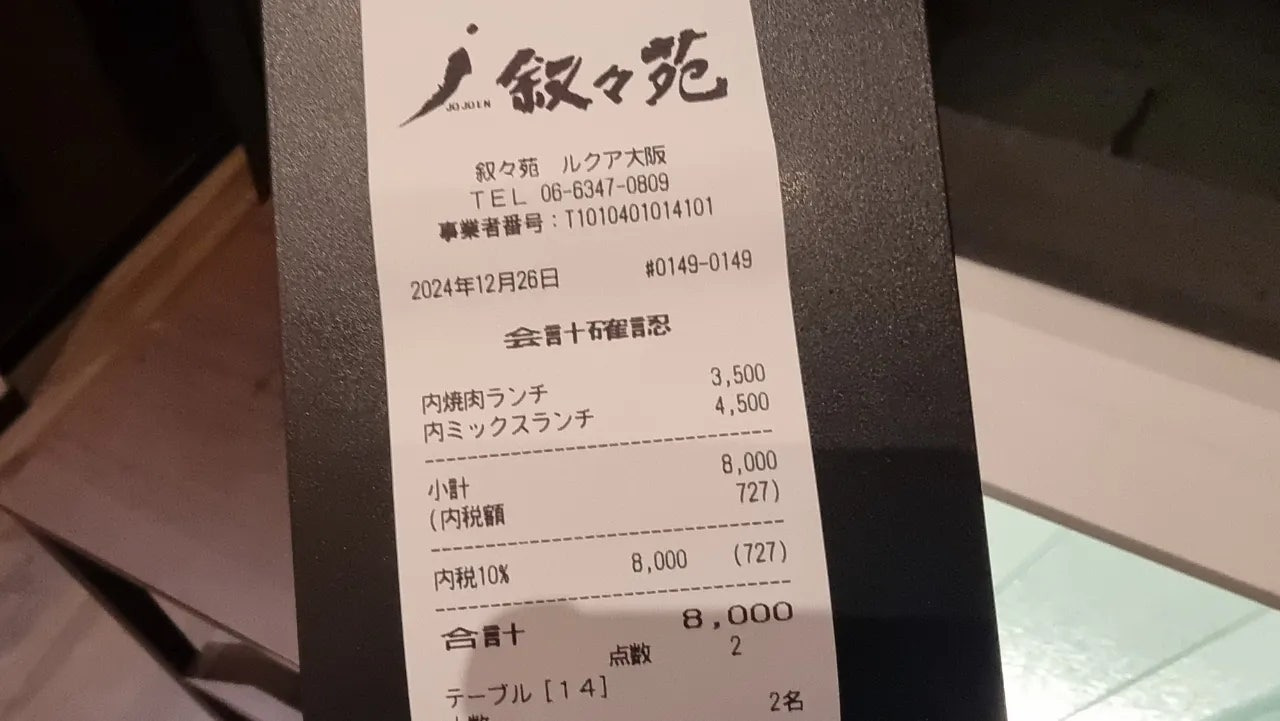 JOJOEN 叙々苑
叙々苑 ルクア大阪
TEL 06-6347-0809
事業者番号：T1010401014101
2024年12月26日 #0149-0149
会計確認
内焼肉ランチ 3,500
内ミックスランチ 4,500
小計 8,000
(内税額 727)
内税10% 8,000 (727)
合計 8,000
点数 2
テーブル[14]
2名